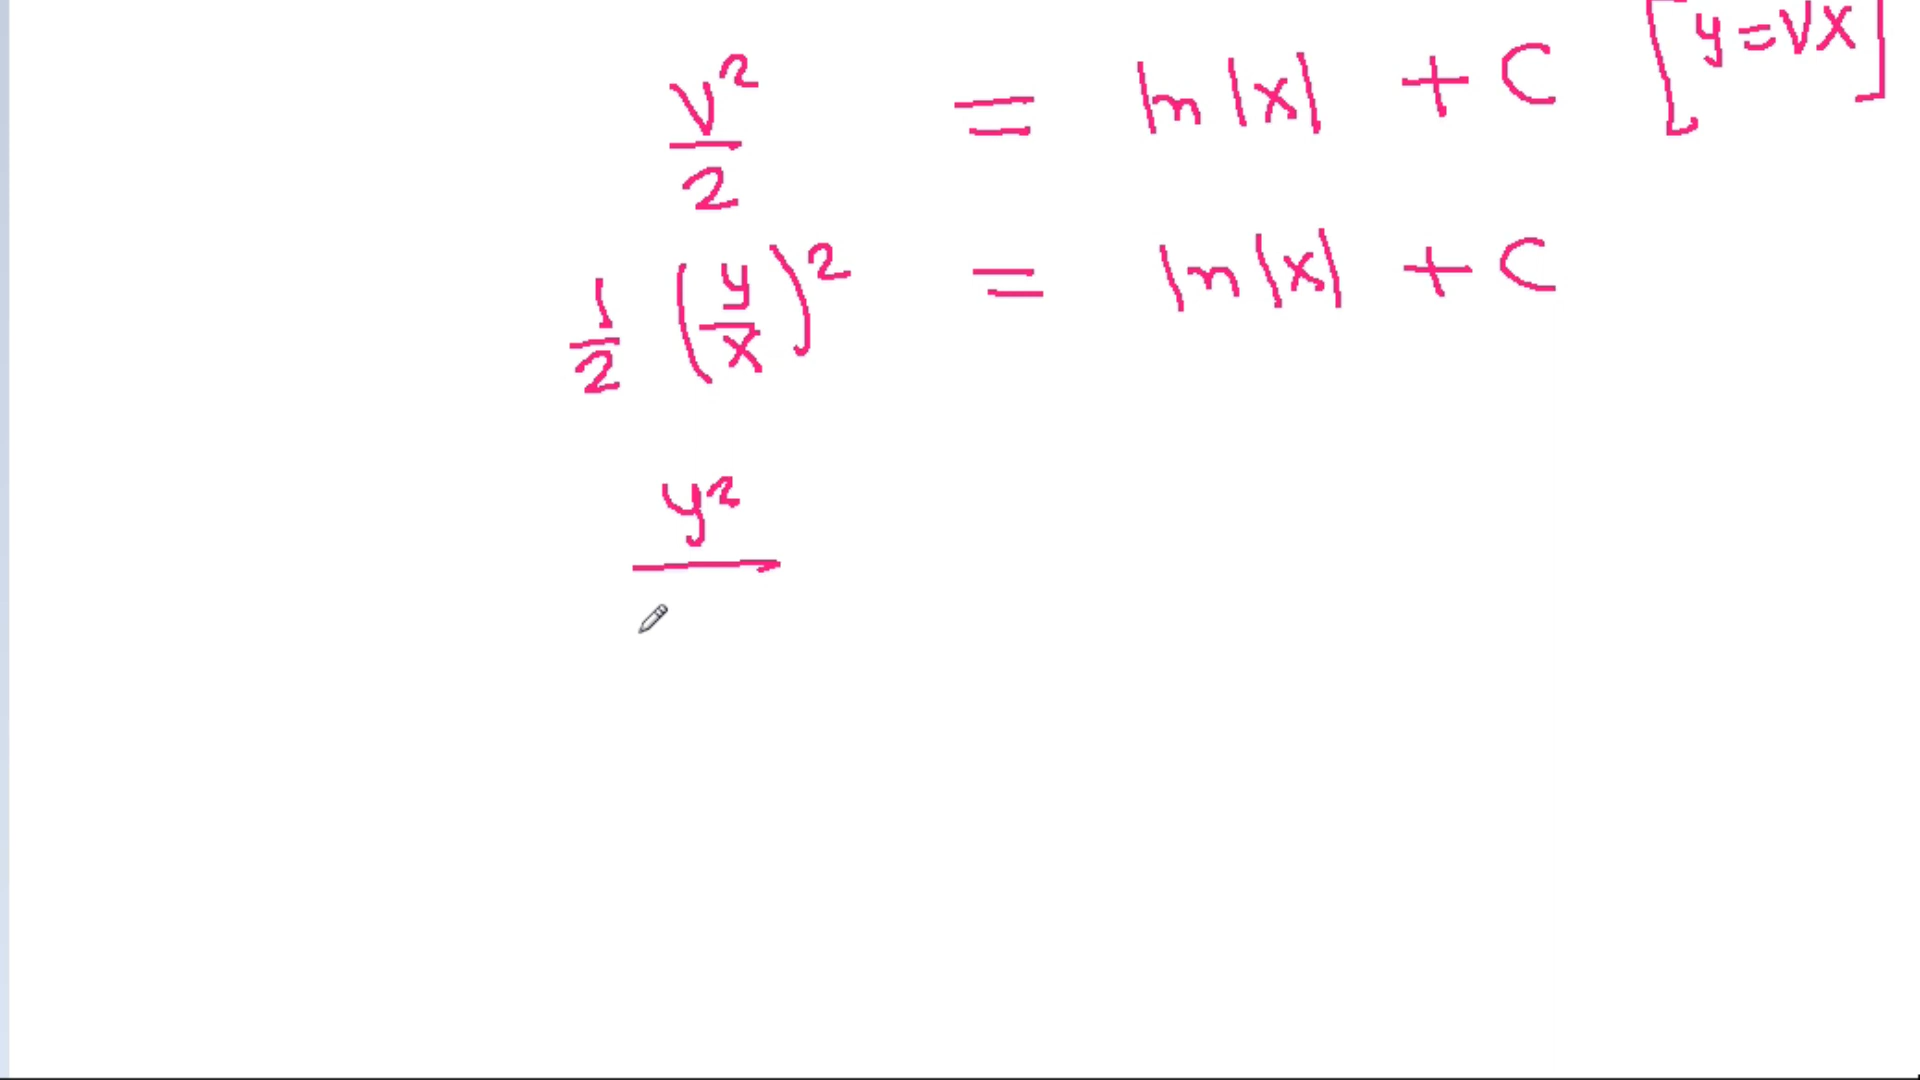 v²/2 = ln|x| + C [y=vx]
1/2 (y/x)² = ln|x| + C
y²